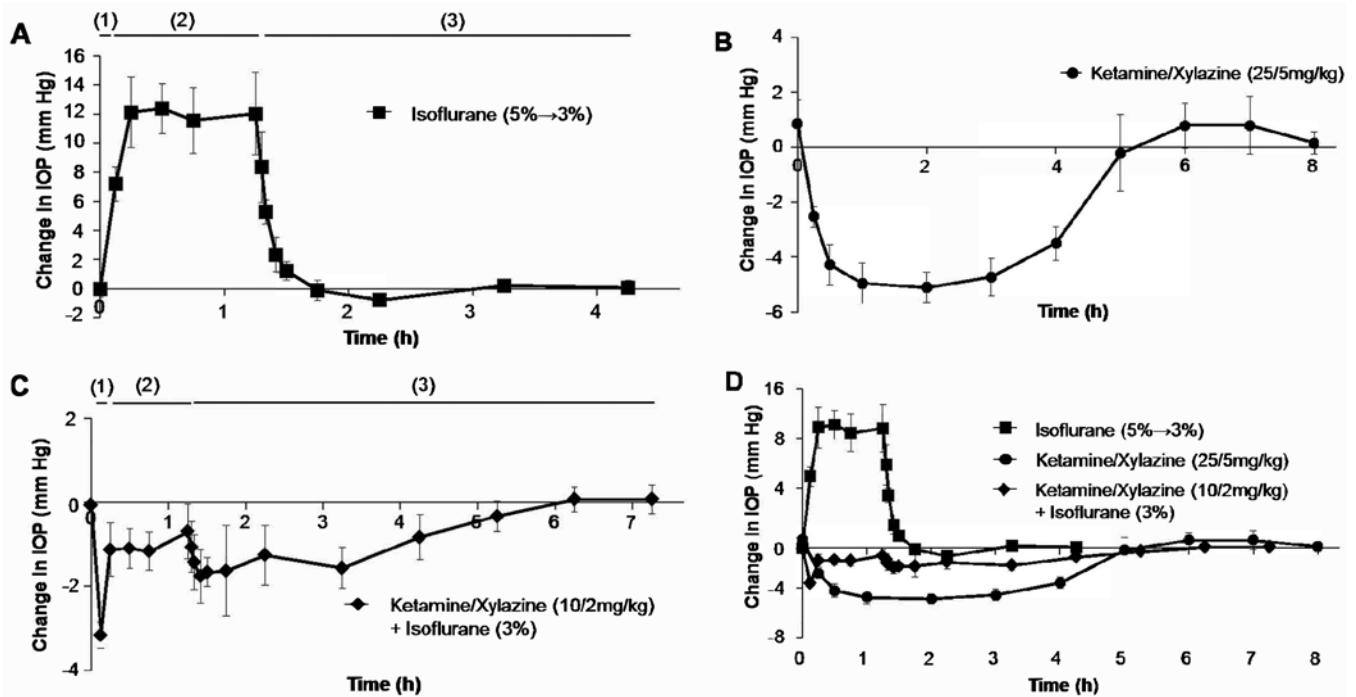 A
(1) (2) (3)
Change In IOP (mm Hg)
16
14
12
10
8
6
4
2
0
-2
0 1 2 3 4
Time (h)
Isoflurane (5%→3%)
B
Change In IOP (mm Hg)
4
2
0
-2
-4
-6
0 2 4 6 8
Time (h)
Ketamine/Xylazine (25/5mg/kg)
C
(1) (2) (3)
Change In IOP (mm Hg)
2
0
-2
-4
0 1 2 3 4 5 6 7
Time (h)
Ketamine/Xylazine (10/2mg/kg)
+ Isoflurane (3%)
D
Change In IOP (mm Hg)
16
8
4
0
-4
-8
0 1 2 3 4 5 6 7 8
Time (h)
Isoflurane (5%→3%)
Ketamine/Xylazine (25/5mg/kg)
Ketamine/Xylazine (10/2mg/kg)
+ Isoflurane (3%)